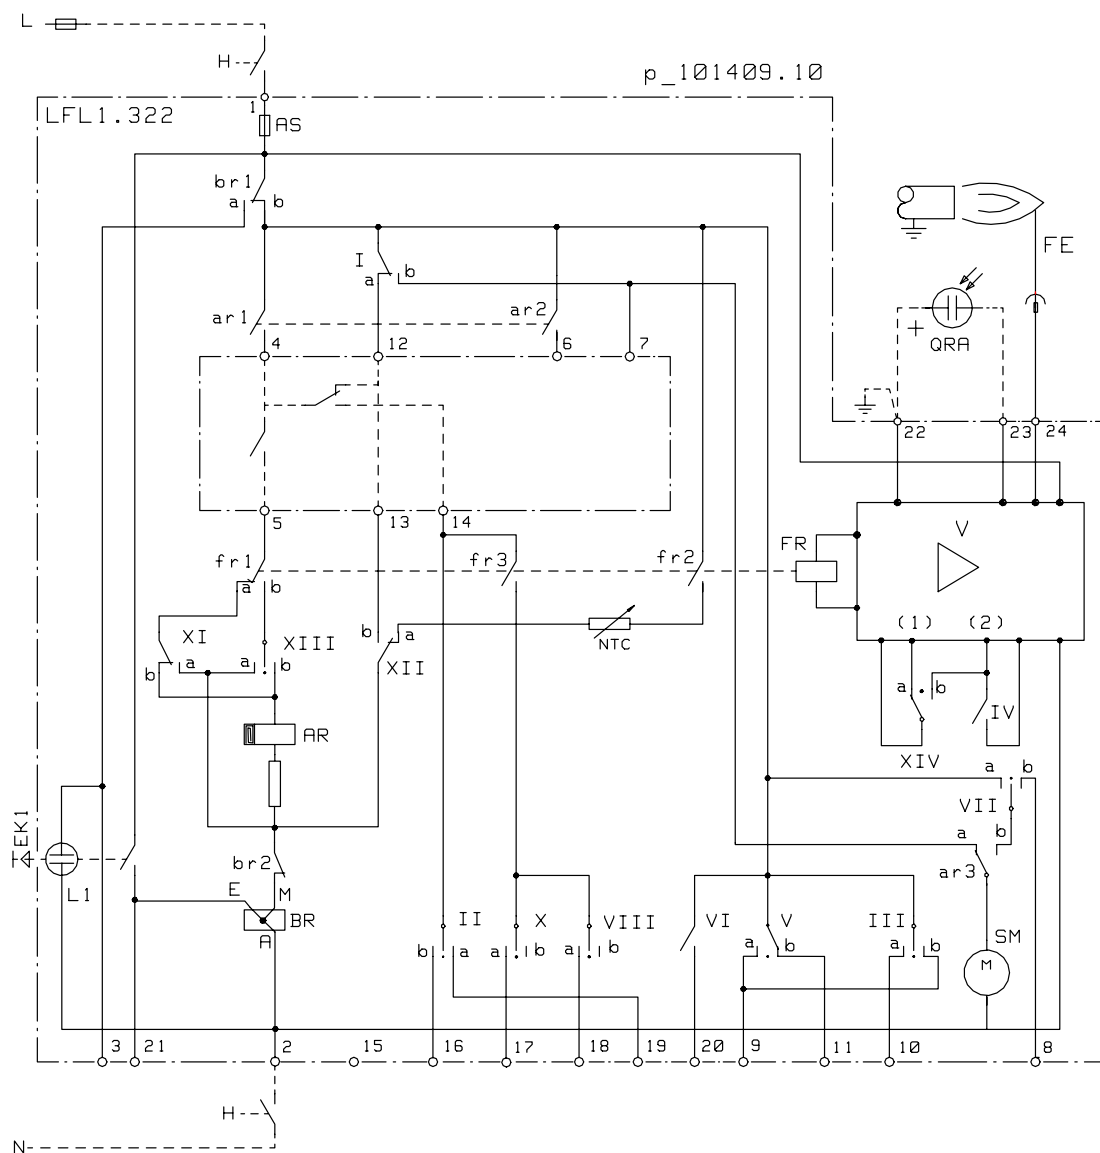 L
H
p_101409.10
1
LFL1.322
AS
br1
a b
FE
I
b
a
ar1
ar2
+
QRA
4
12
6
7
22
23
24
5
13
14
V
fr1
fr3
fr2
FR
a b
(1) (2)
XI
XIII
b a
NTC
XII
b
a
a b
a b
IV
AR
XIV
a b
VII
EK1
a b
br2
ar3
L1
E
M
BR
A
II
X
VIII
VI
V
III
SM
b a
a b
a b
a b
a b
M
3
21
2
15
16
17
18
19
20
9
11
10
8
H
N